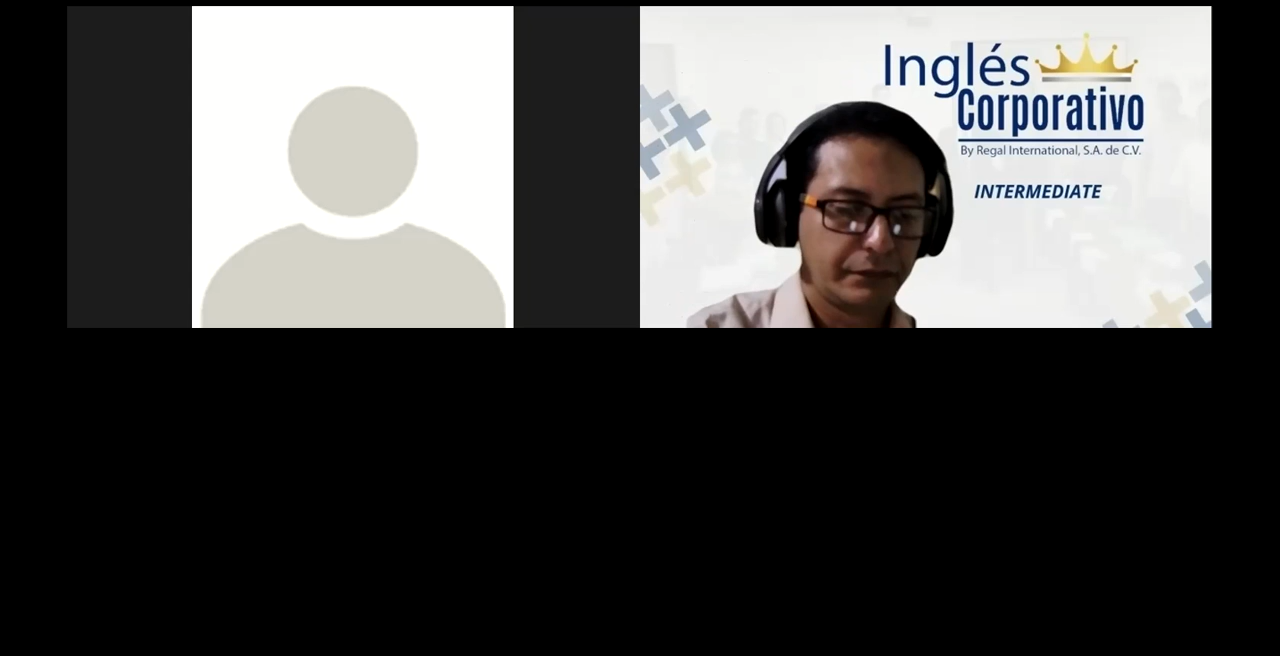 Inglés
Corporativo
By Regal International, S.A. de C.V.
INTERMEDIATE